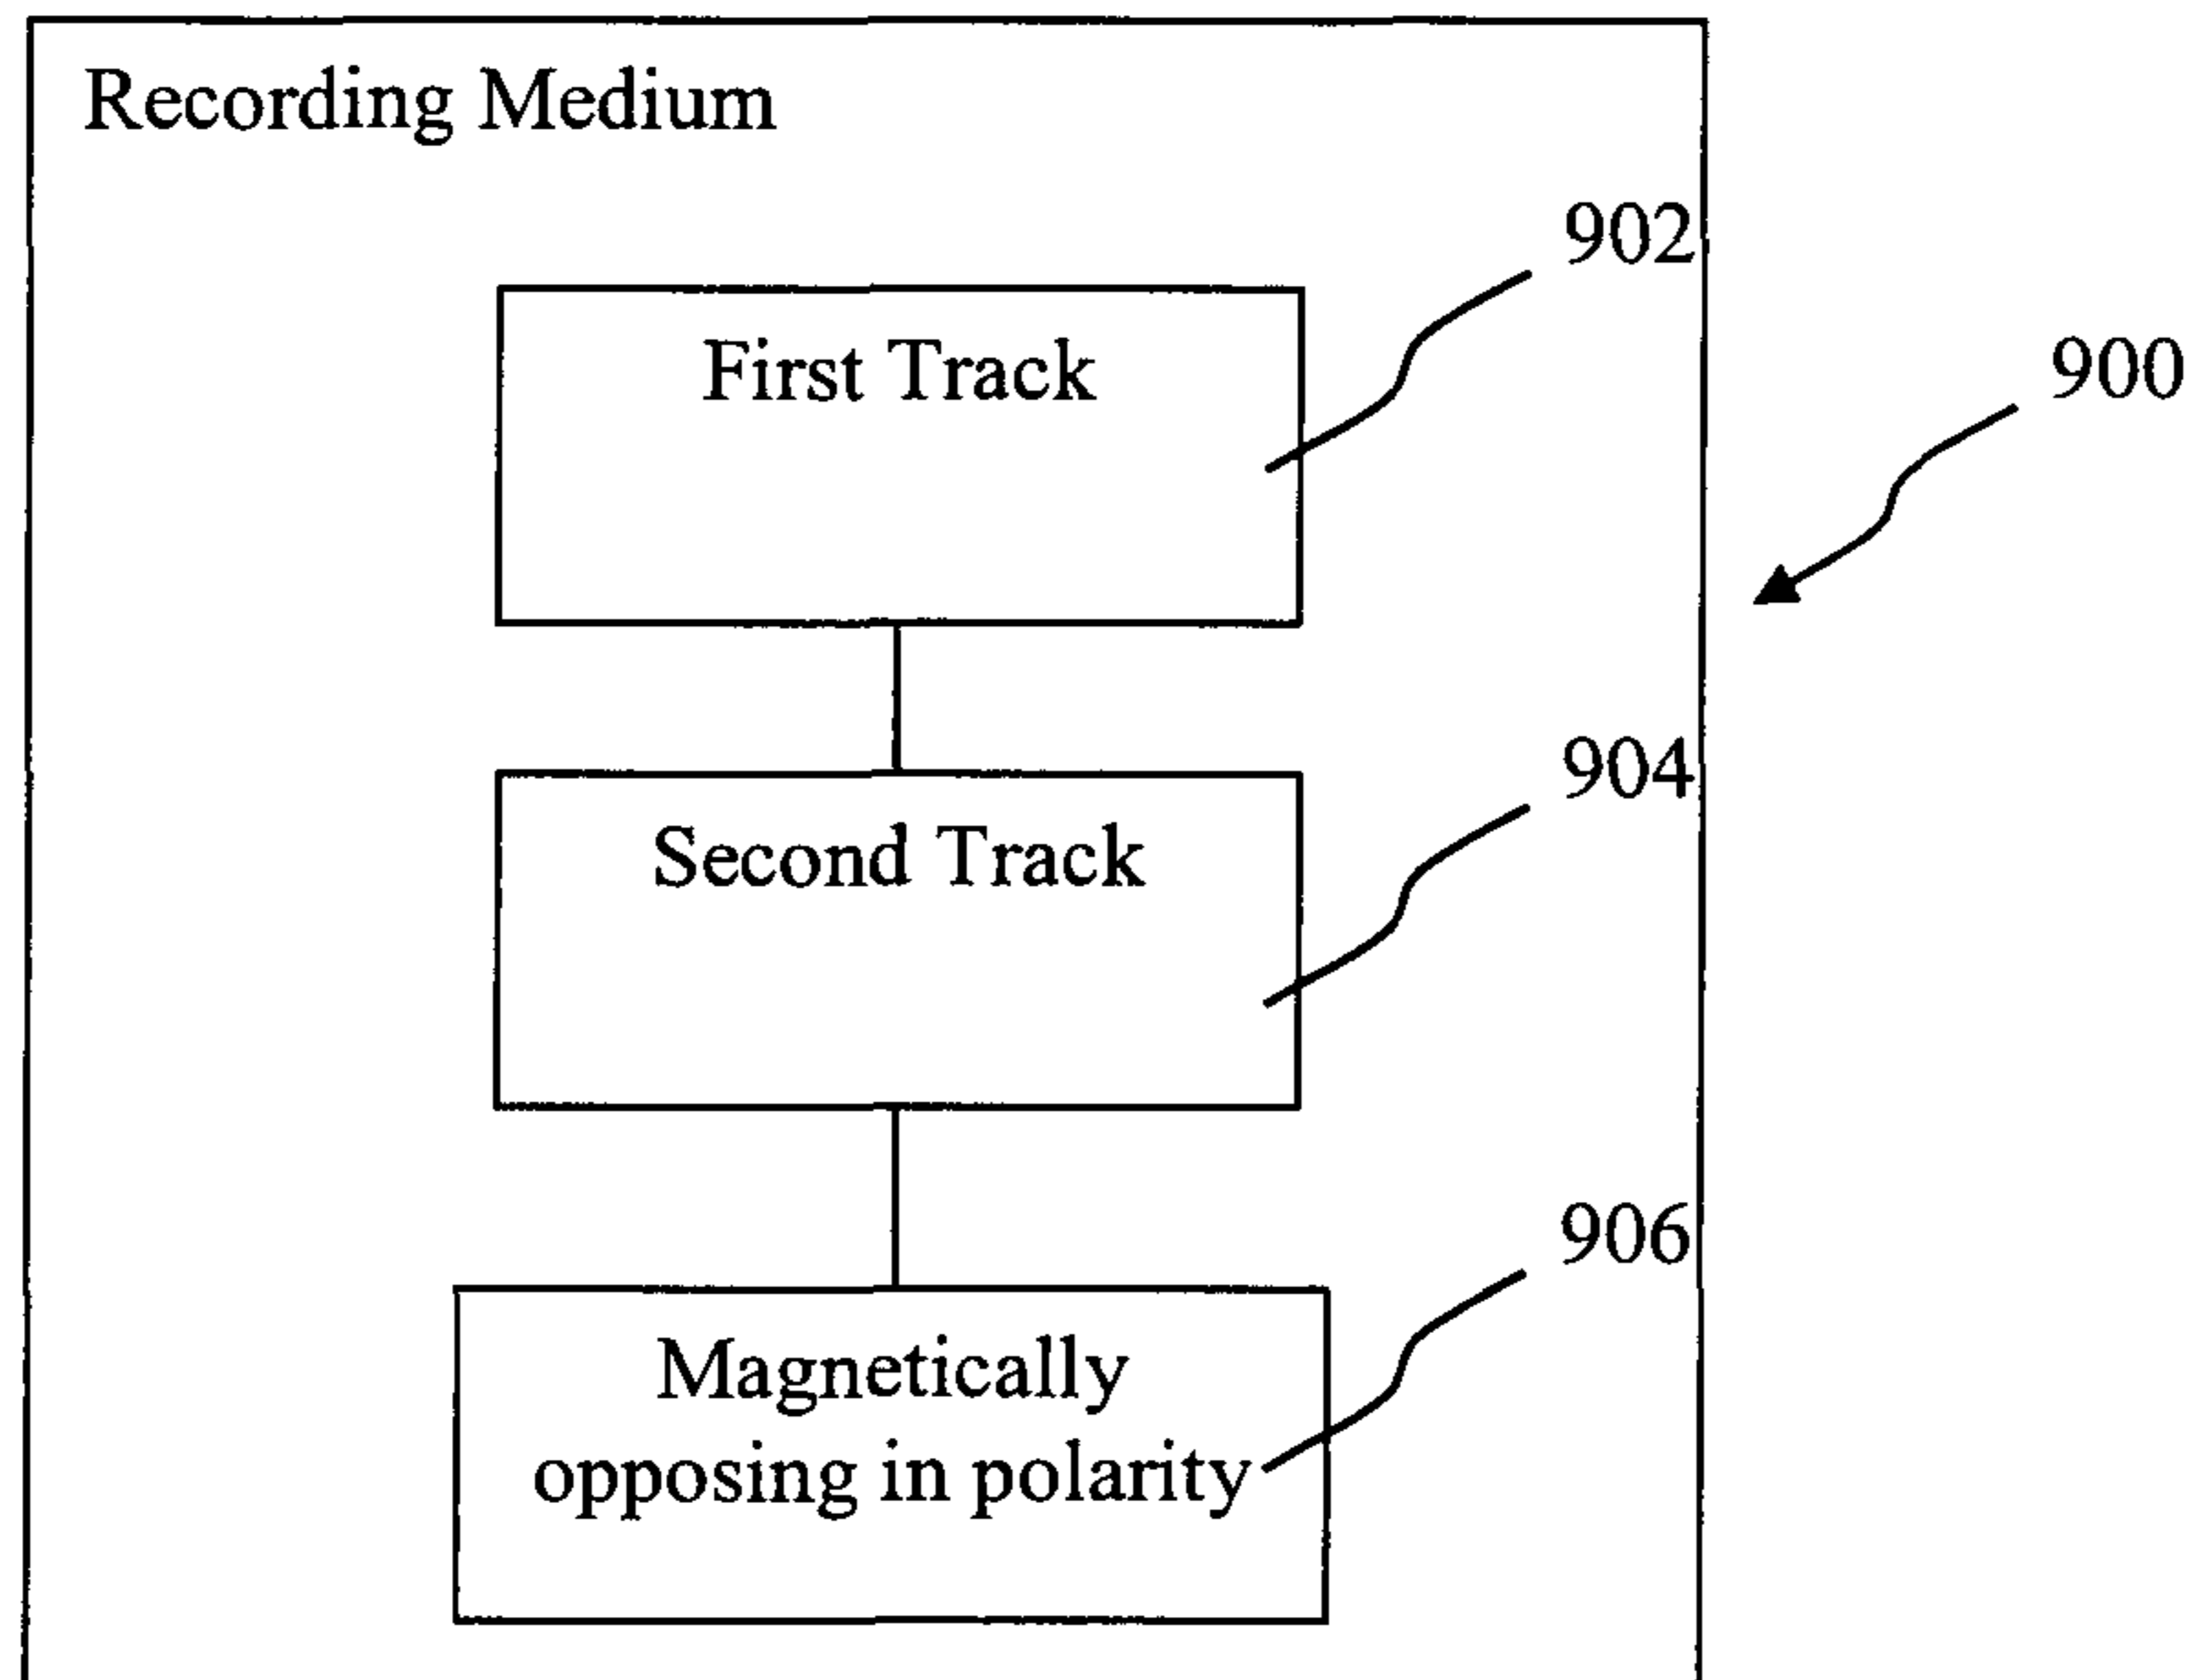 Recording Medium
902
First Track
900
904
Second Track
906
Magnetically
opposing in polarity